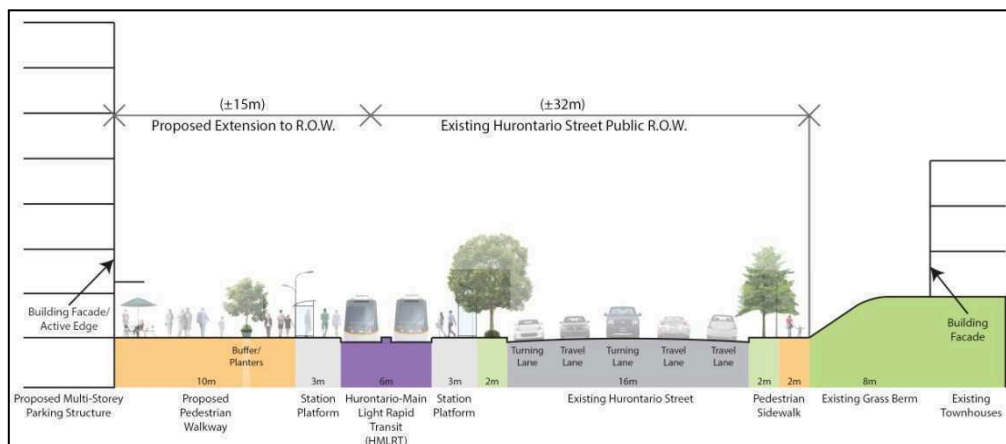 (±15m)
Proposed Extension to R.O.W.
(±32m)
Existing Hurontario Street Public R.O.W.
Building Facade/
Active Edge
Building
Facade
Buffer/
Planters
Turning
Lane
Travel
Lane
Turning
Lane
Travel
Lane
Travel
Lane
10m
3m
6m
3m
2m
16m
2m
2m
8m
Proposed Multi-Storey
Parking Structure
Proposed
Pedestrian
Walkway
Station
Platform
Hurontario-Main
Light Rapid
Transit
(HMLRT)
Station
Platform
Existing Hurontario Street
Pedestrian
Sidewalk
Existing Grass Berm
Existing
Townhouses